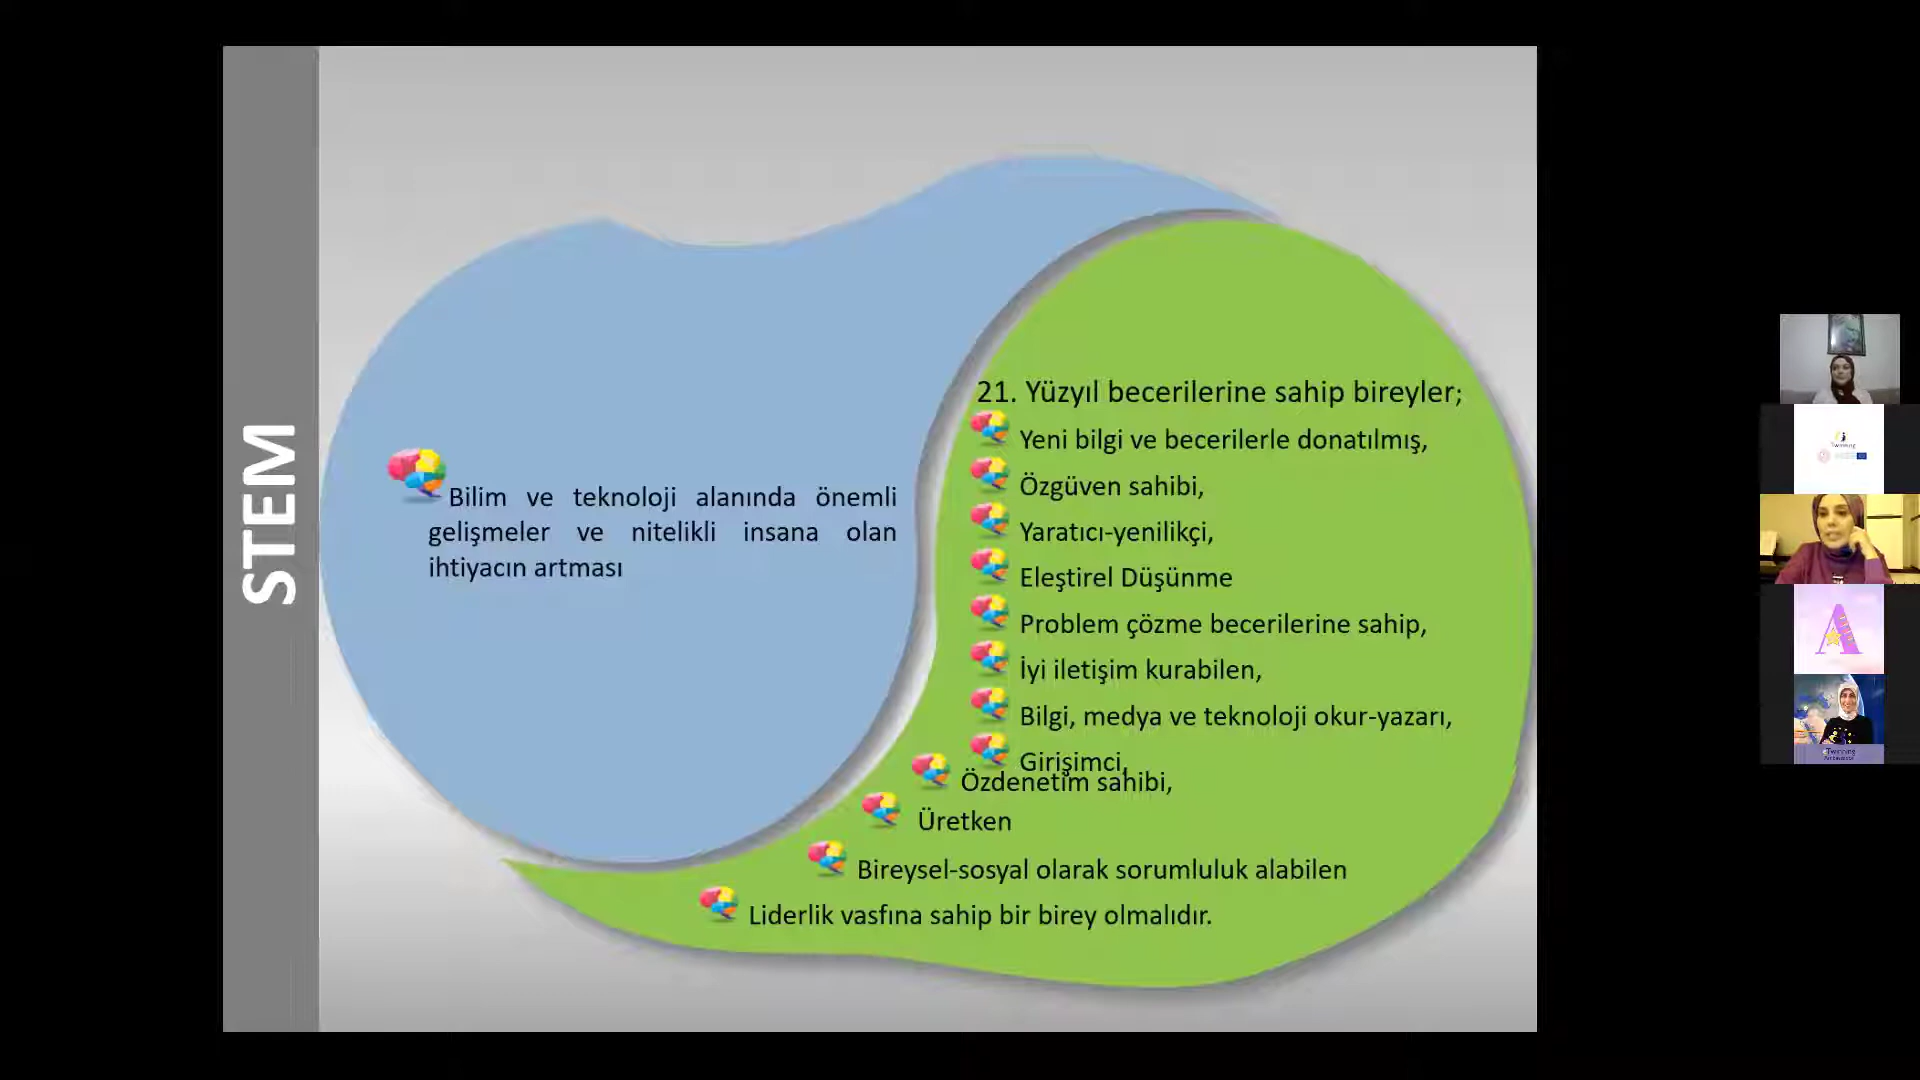 STEM
Bilim ve teknoloji alanında önemli
gelişmeler ve nitelikli insana olan
ihtiyacın artması
21. Yüzyıl becerilerine sahip bireyler;
Yeni bilgi ve becerilerle donatılmış,
Özgüven sahibi,
Yaratıcı-yenilikçi,
Eleştirel Düşünme
Problem çözme becerilerine sahip,
İyi iletişim kurabilen,
Bilgi, medya ve teknoloji okur-yazarı,
Girişimci,
Özdenetim sahibi,
Üretken
Bireysel-sosyal olarak sorumluluk alabilen
Liderlik vasfına sahip bir birey olmalıdır.
A
eTwinning